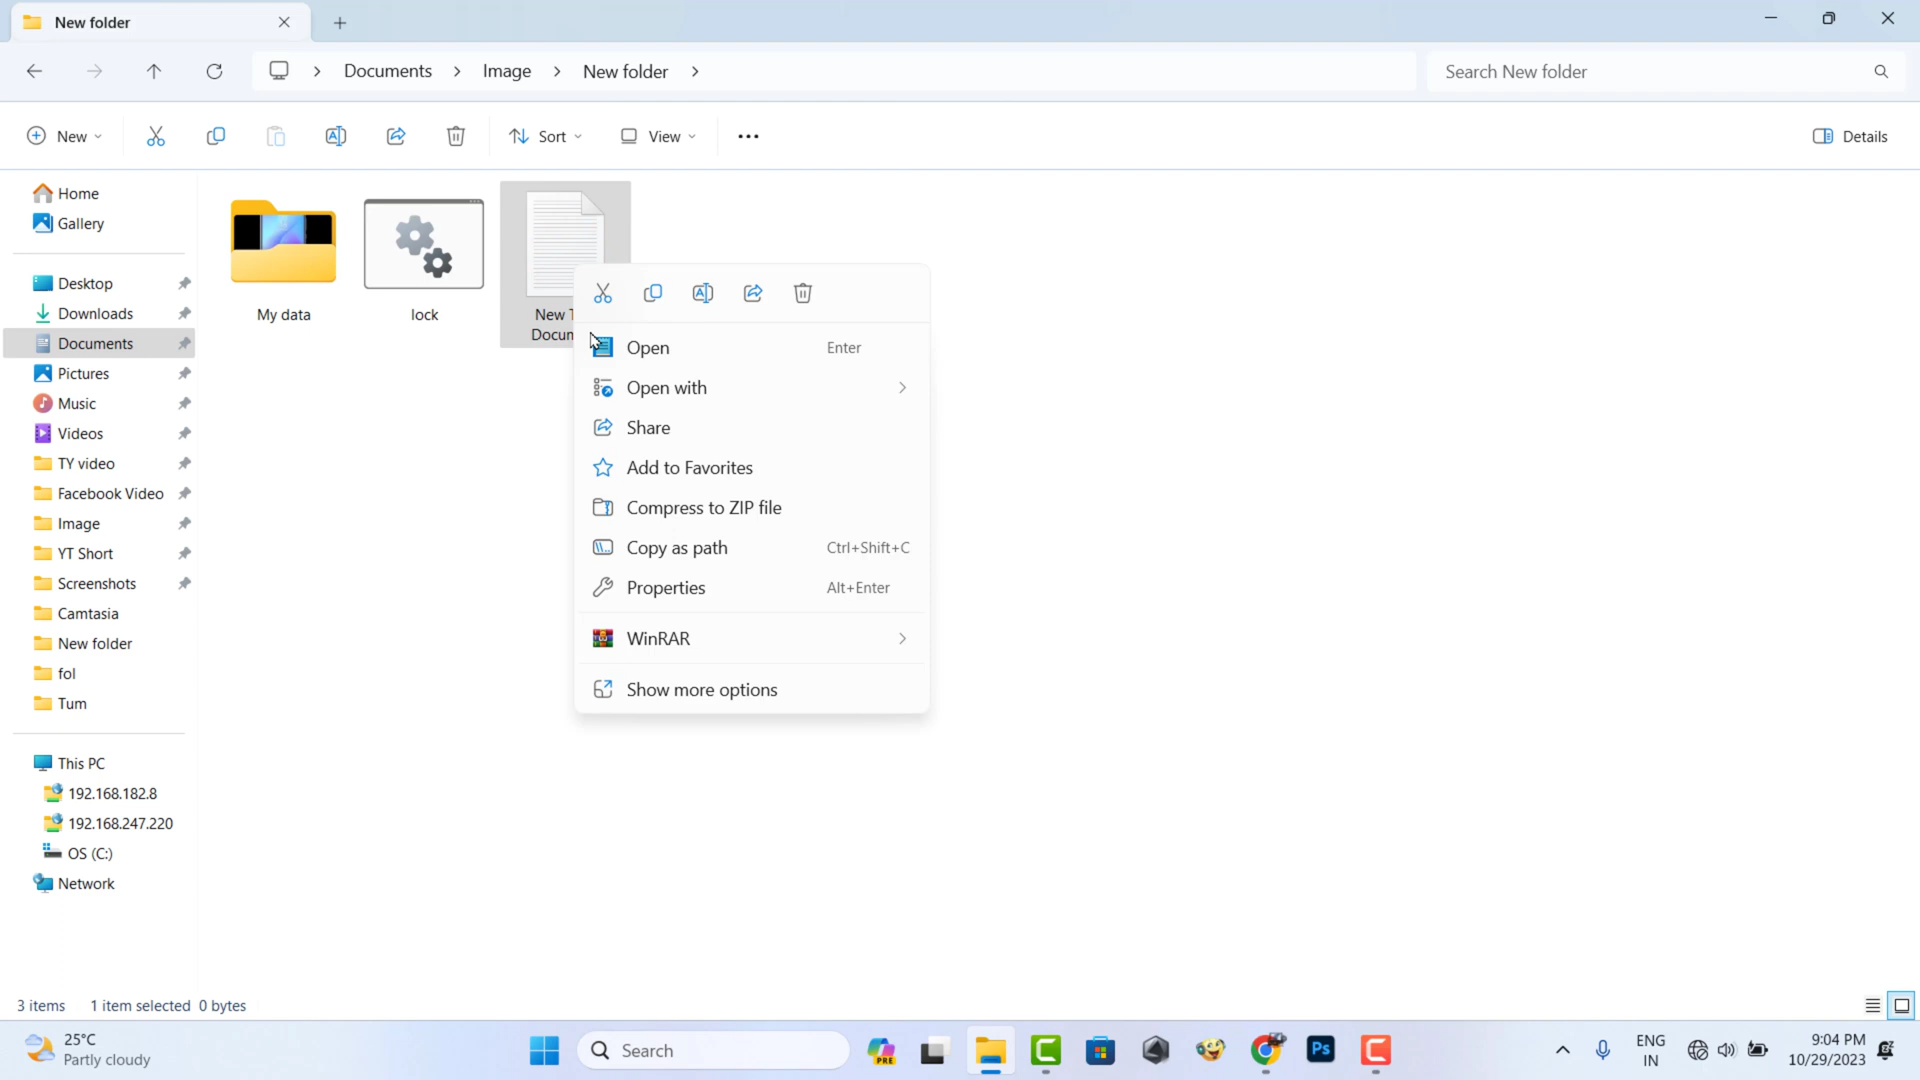 New folder
Documents
Image
New folder
Search New folder
New
Sort
View
Details
Home
Gallery
Desktop
Downloads
Documents
Pictures
Music
Videos
TY video
Facebook Video
Image
YT Short
Screenshots
Camtasia
New folder
fol
Tum
This PC
192.168.182.8
192.168.247.220
OS (C:)
Network
My data
lock
New T
Docum
Open Enter
Open with
Share
Add to Favorites
Compress to ZIP file
Copy as path Ctrl+Shift+C
Properties Alt+Enter
WinRAR
Show more options
3 items 1 item selected 0 bytes
25°C
Partly cloudy
Search
PRE
Ps
ENG
IN
9:04 PM
10/29/2023